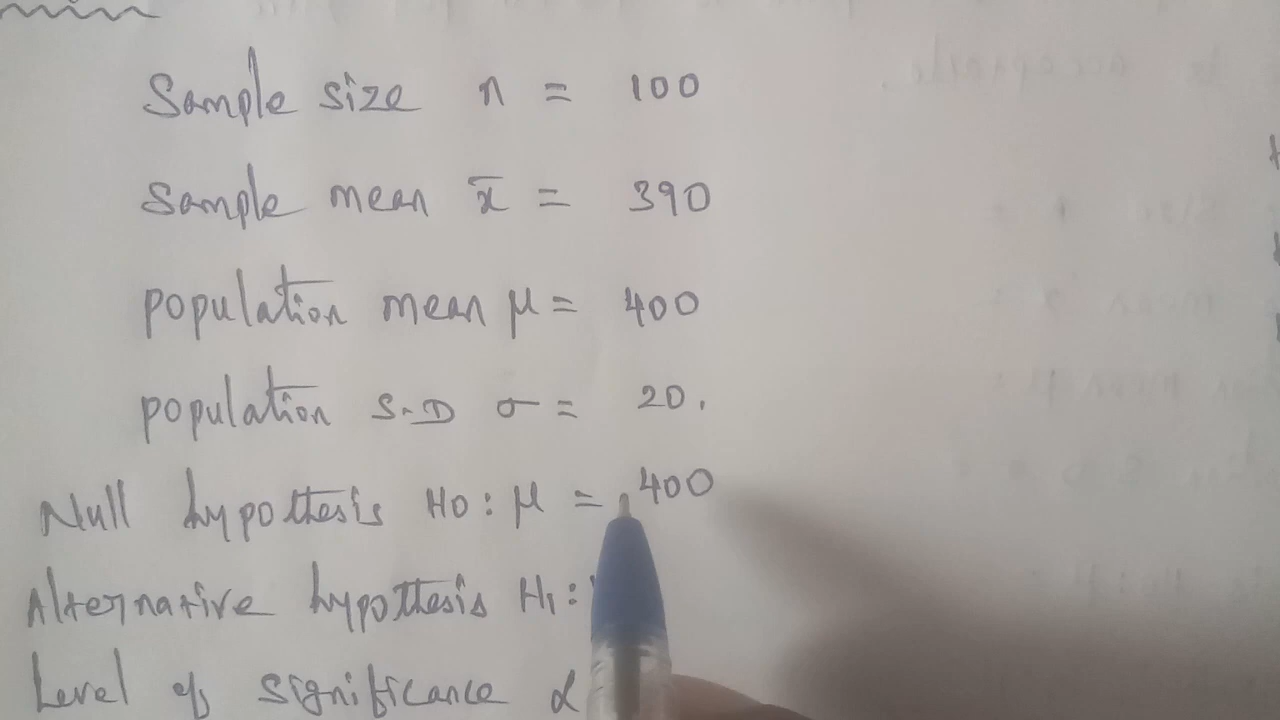 Sample size n = 100
Sample mean x̄ = 390
population mean μ = 400
population S.D σ = 20.
Null hypothesis H0 : μ = 400
Alternative hypothesis H1 :
Level of significance α